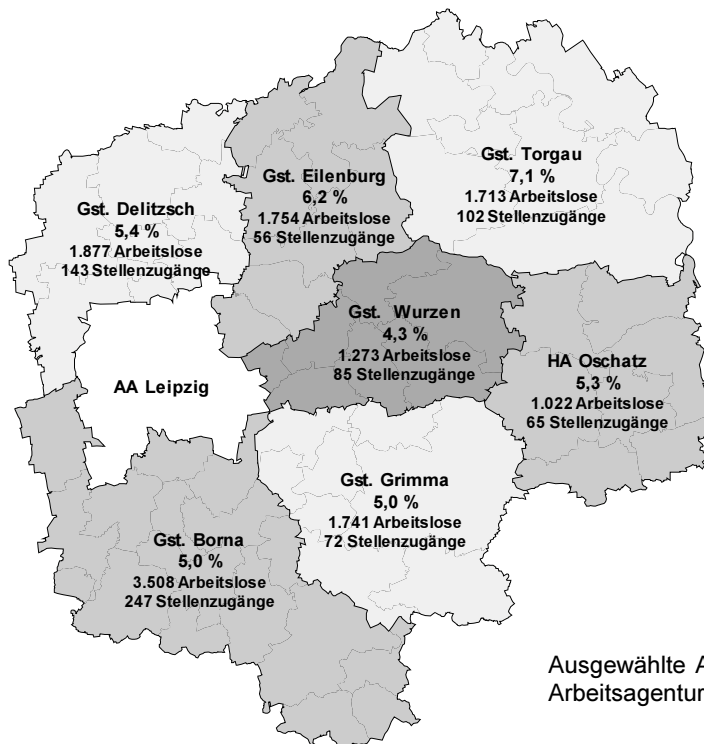 Gst. Torgau
7,1 %
1.713 Arbeitslose
102 Stellenzugänge
Gst. Eilenburg
6,2 %
1.754 Arbeitslose
56 Stellenzugänge
Gst. Delitzsch
5,4 %
1.877 Arbeitslose
143 Stellenzugänge
Gst. Wurzen
4,3 %
1.273 Arbeitslose
85 Stellenzugänge
HA Oschatz
5,3 %
1.022 Arbeitslose
65 Stellenzugänge
AA Leipzig
Gst. Grimma
5,0 %
1.741 Arbeitslose
72 Stellenzugänge
Gst. Borna
5,0 %
3.508 Arbeitslose
247 Stellenzugänge
Ausgewählte A
Arbeitsagentur